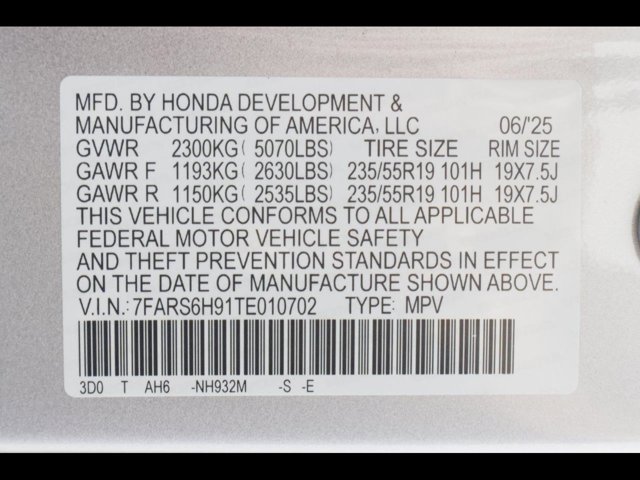 MFD. BY HONDA DEVELOPMENT &
MANUFACTURING OF AMERICA, LLC 06/'25
GVWR 2300KG( 5070LBS) TIRE SIZE RIM SIZE
GAWR F 1193KG( 2630LBS) 235/55R19 101H 19X7.5J
GAWR R 1150KG( 2535LBS) 235/55R19 101H 19X7.5J
THIS VEHICLE CONFORMS TO ALL APPLICABLE
FEDERAL MOTOR VEHICLE SAFETY
AND THEFT PREVENTION STANDARDS IN EFFECT
ON THE DATE OF MANUFACTURE SHOWN ABOVE.
V.I.N.: 7FARS6H91TE010702 TYPE: MPV
3D0 T AH6 -NH932M -S -E